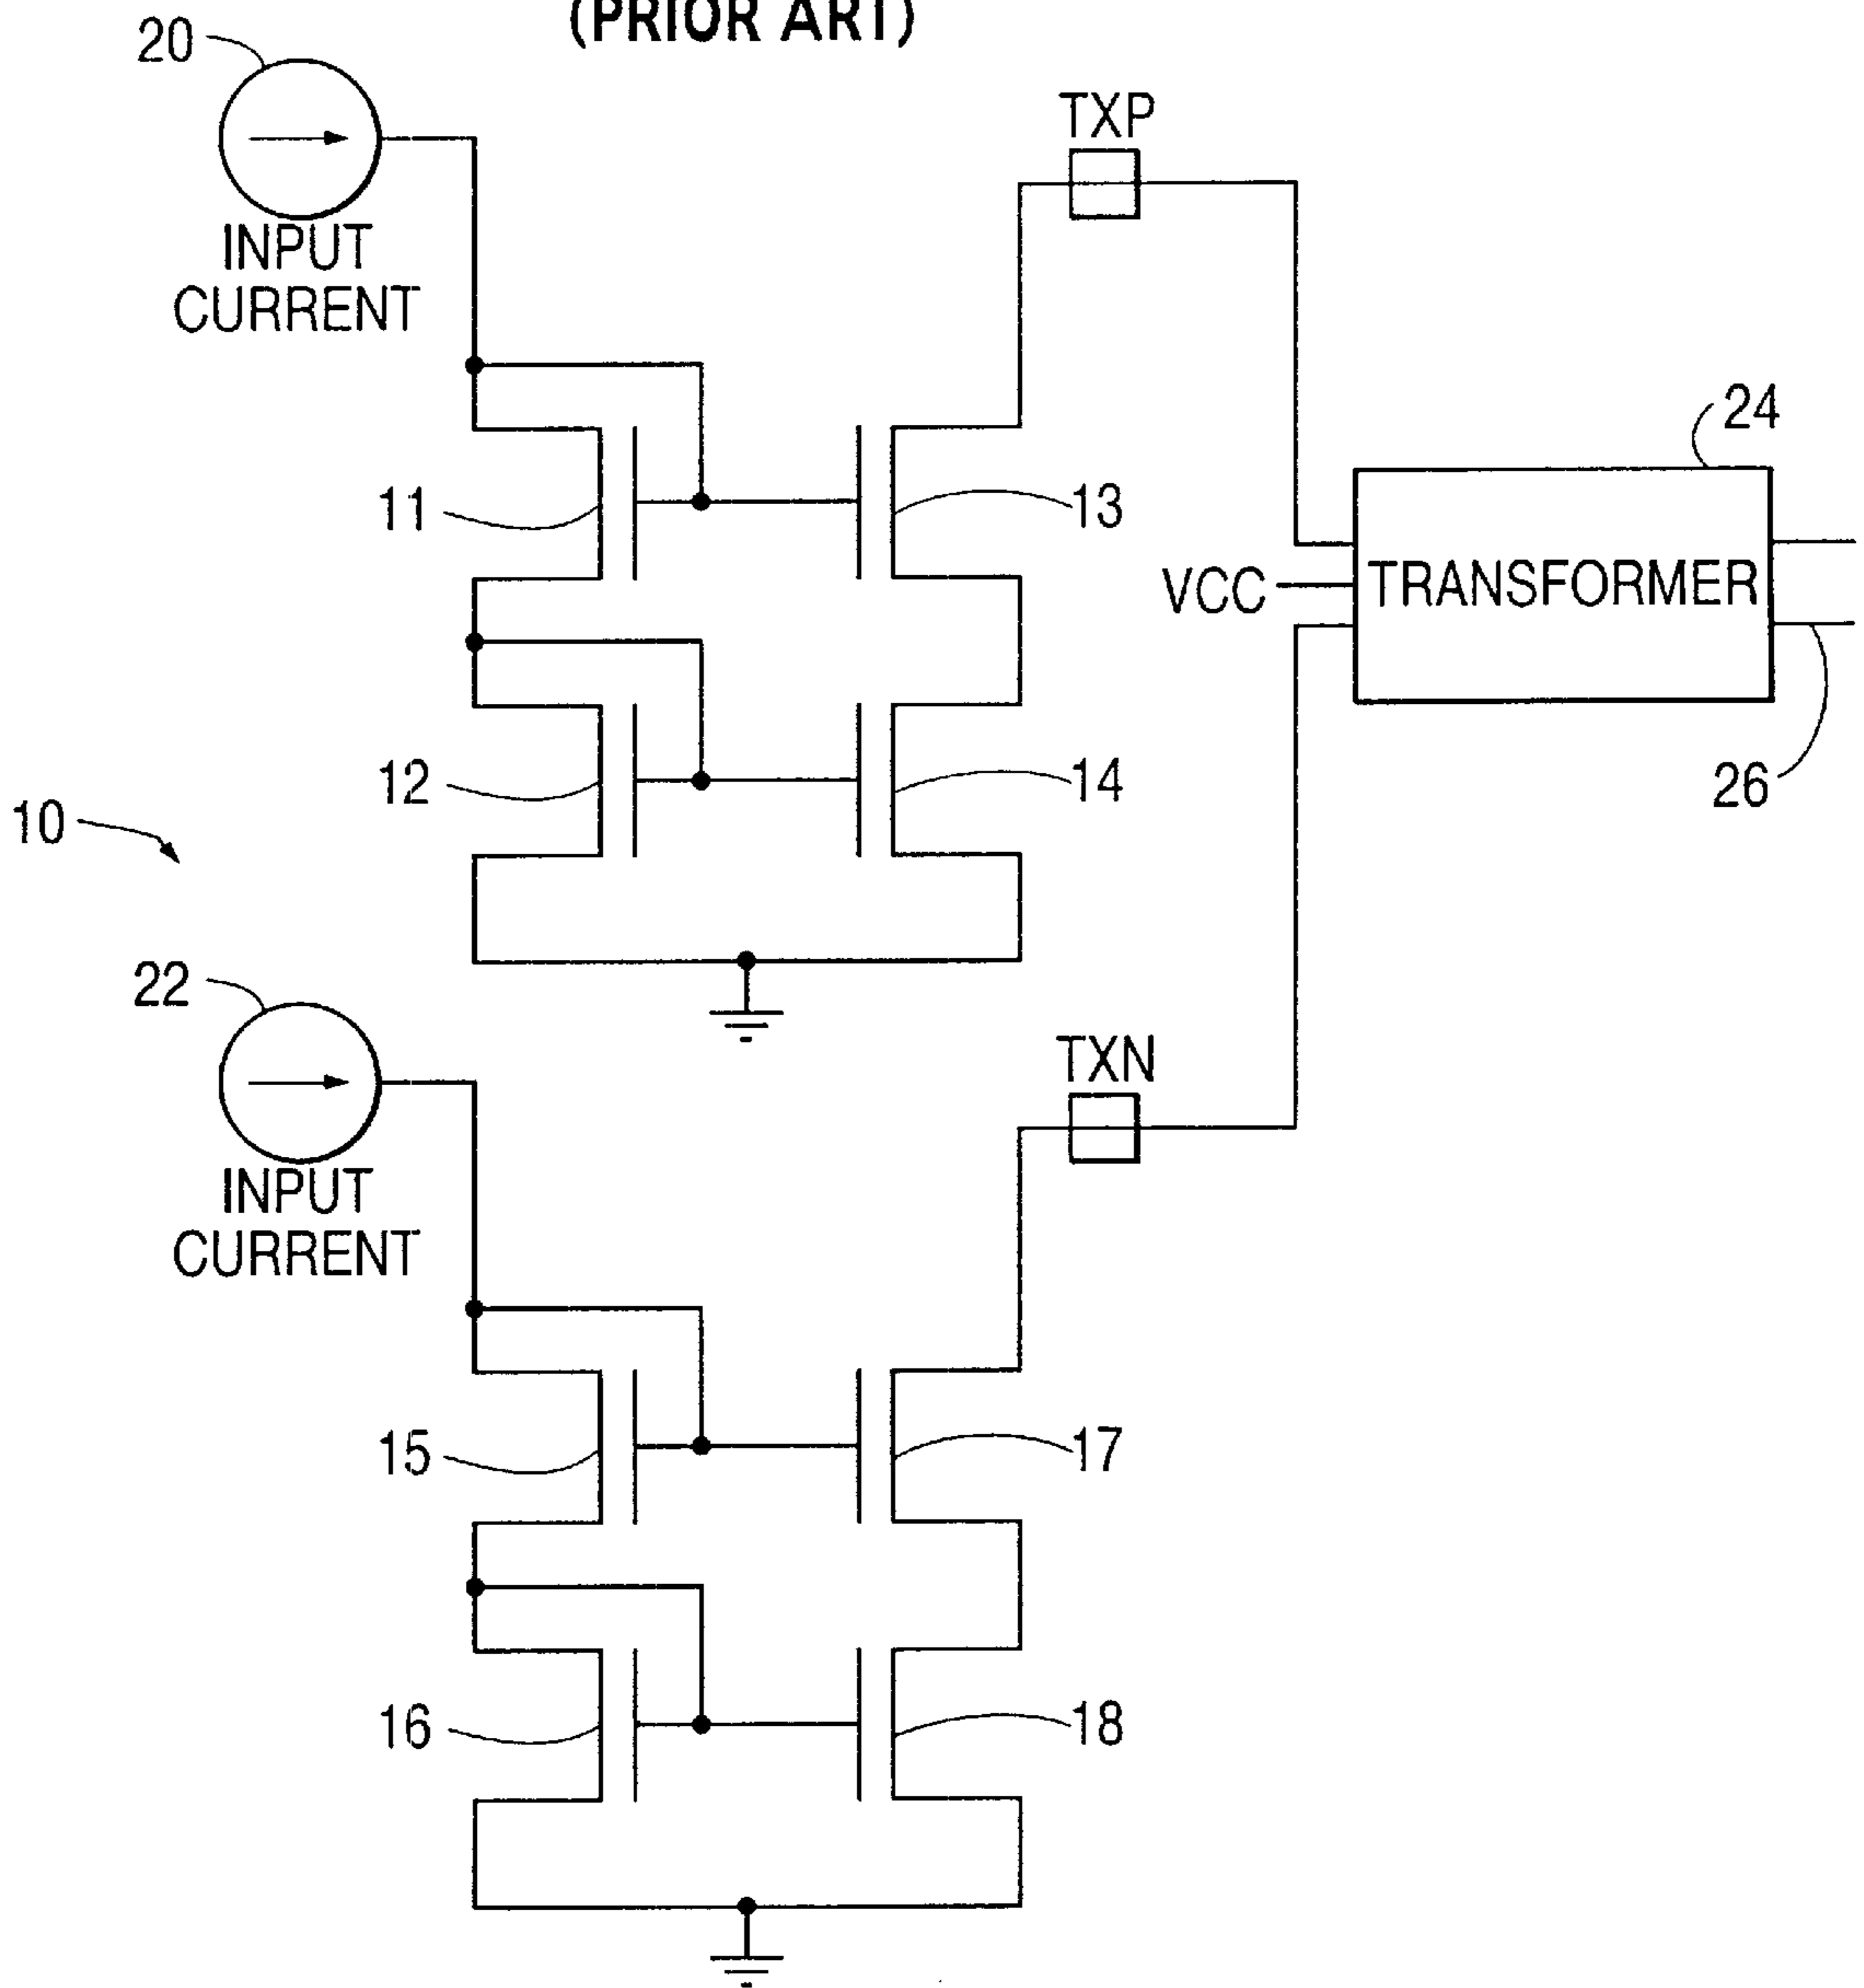 (PRIOR ART)
20
INPUT
CURRENT
TXP
24
11
13
VCC
TRANSFORMER
12
14
26
10
22
INPUT
CURRENT
TXN
15
17
16
18